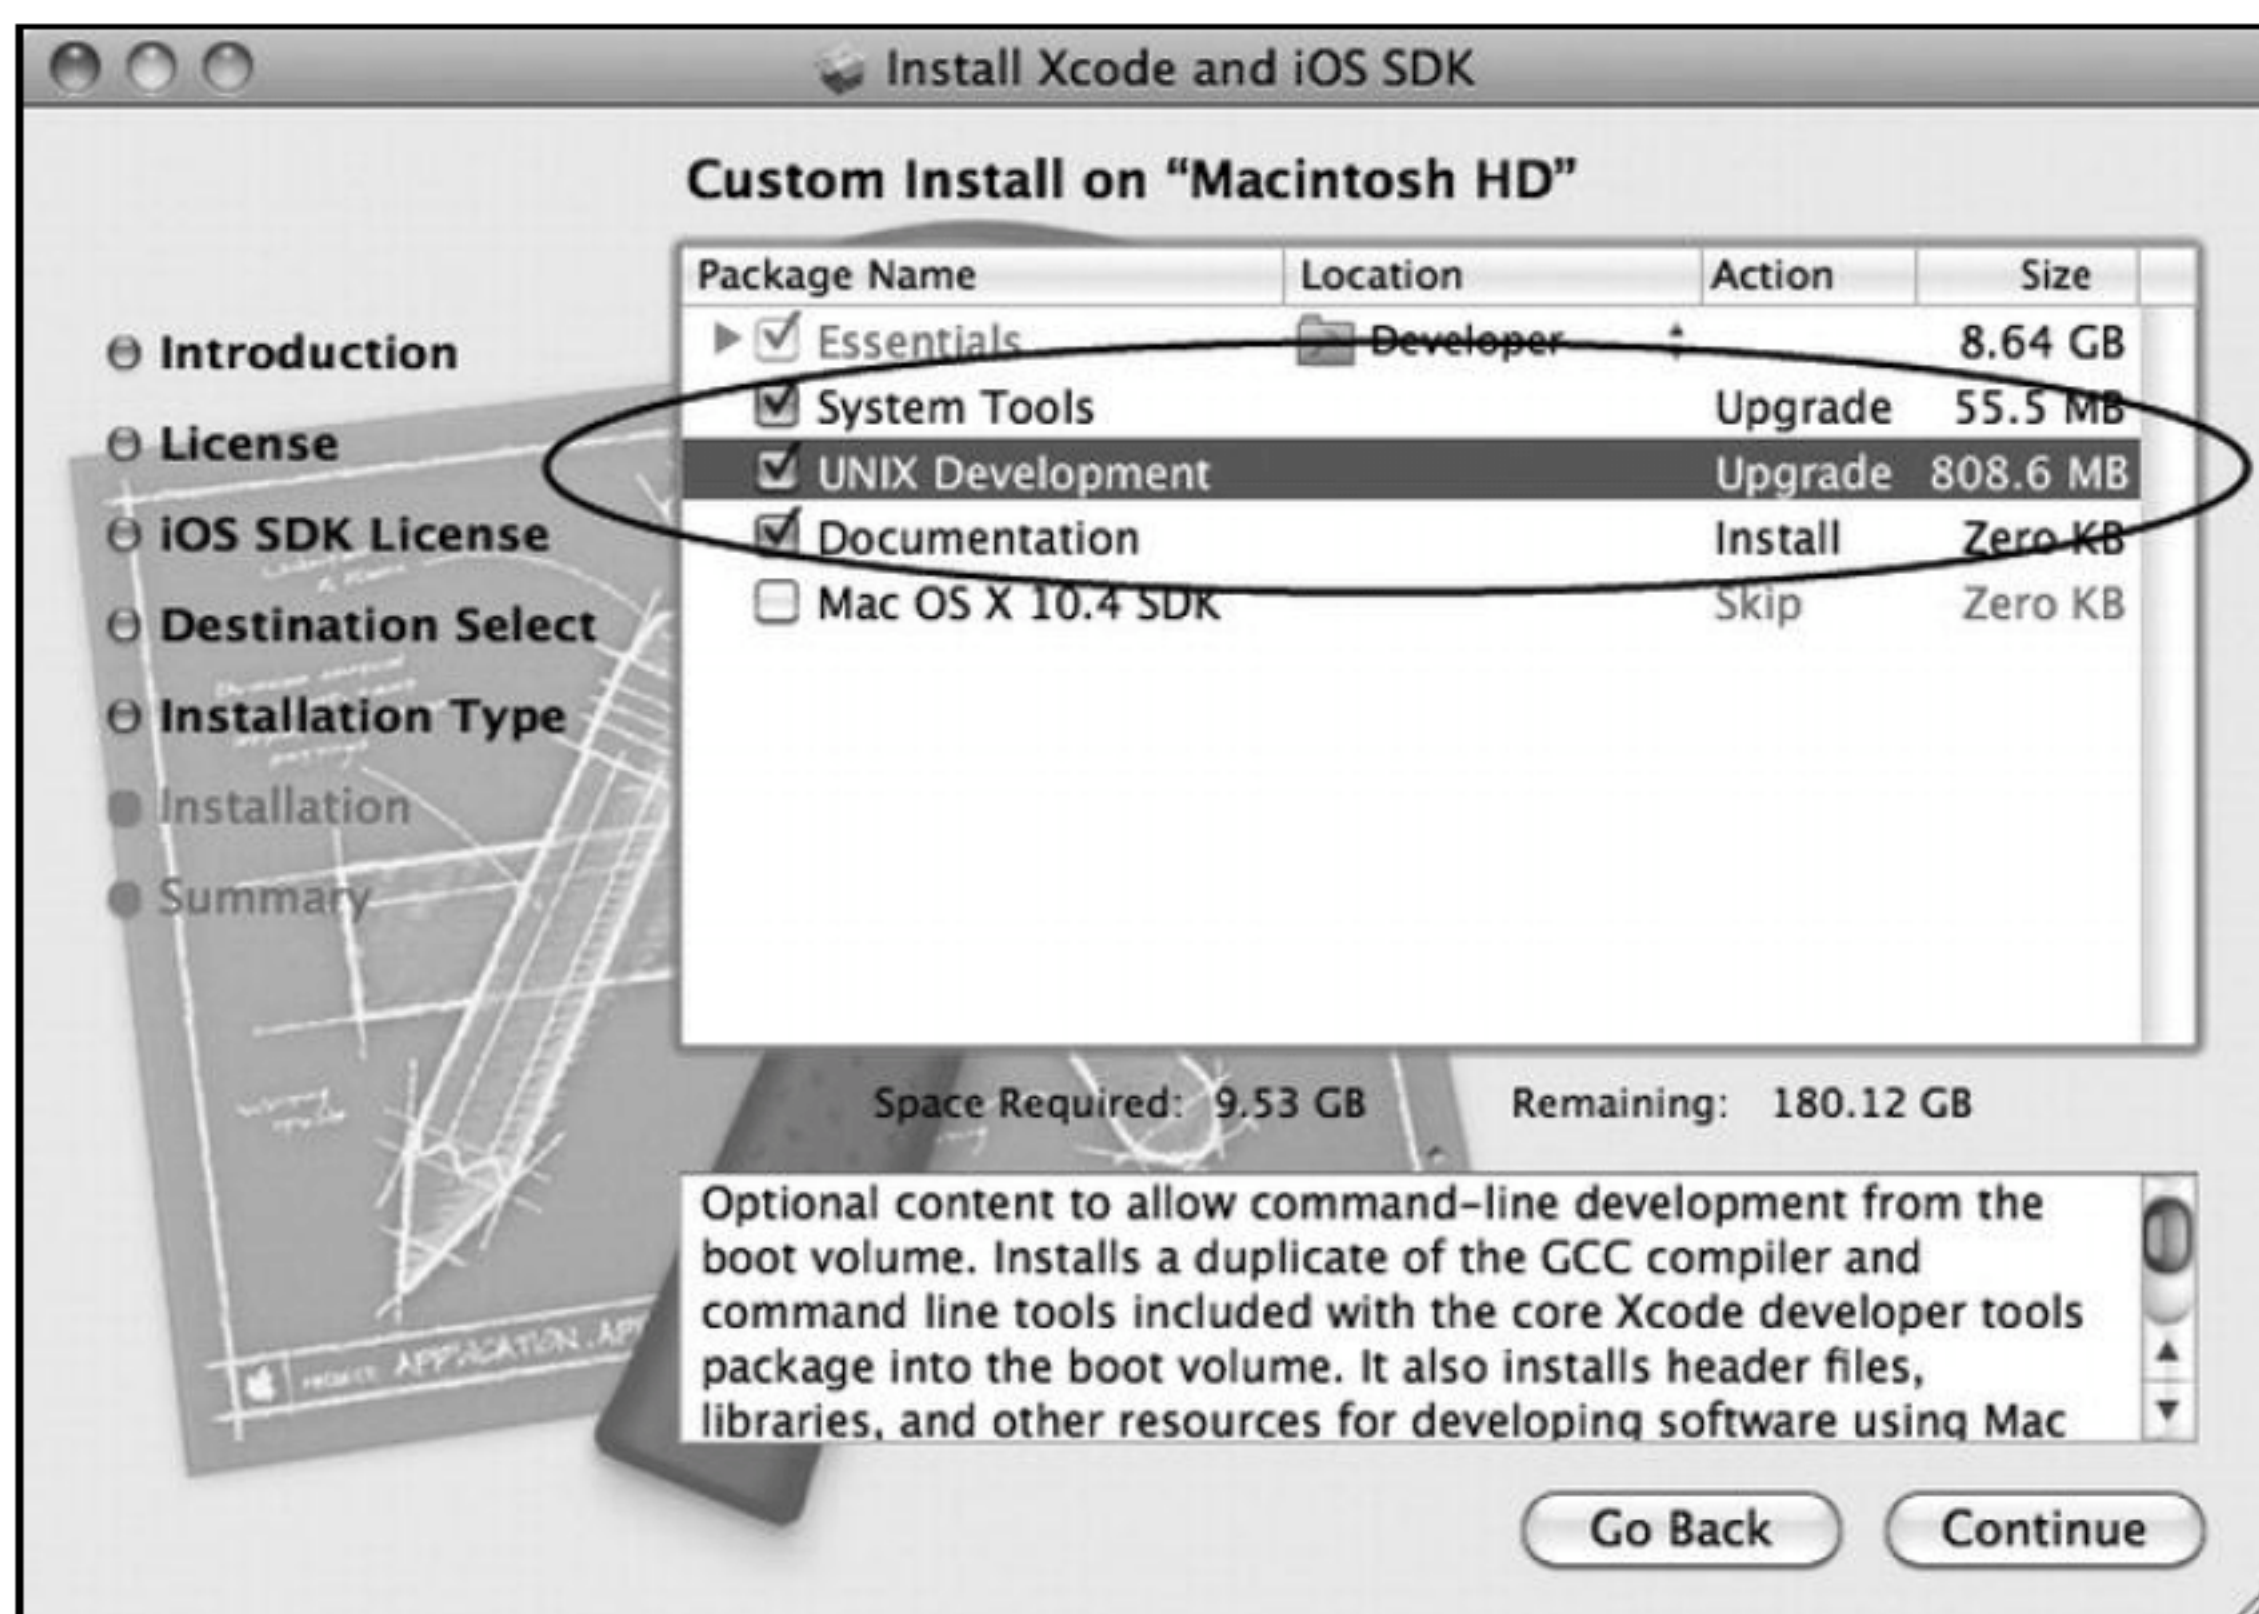 Install Xcode and iOS SDK
Custom Install on “Macintosh HD”
Introduction
License
iOS SDK License
Destination Select
Installation Type
Installation
Summary
Package Name Location Action Size
Essentials Developer 8.64 GB
System Tools Upgrade 55.5 MB
UNIX Development Upgrade 808.6 MB
Documentation Install Zero KB
Mac OS X 10.4 SDK Skip Zero KB
Space Required: 9.53 GB Remaining: 180.12 GB
Optional content to allow command-line development from the
boot volume. Installs a duplicate of the GCC compiler and
command line tools included with the core Xcode developer tools
package into the boot volume. It also installs header files,
libraries, and other resources for developing software using Mac
PROJECT APPLICATION.APP
Go Back Continue